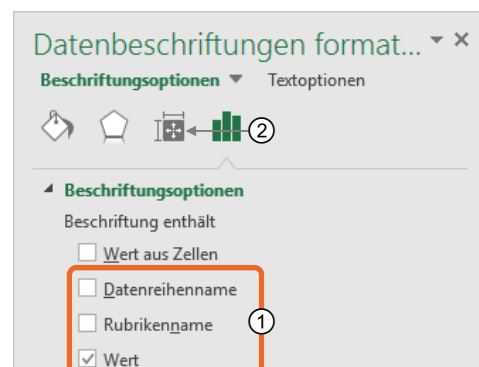 Datenbeschriftungen format...
Beschriftungsoptionen Textoptionen
2
Beschriftungsoptionen
Beschriftung enthält
Wert aus Zellen
Datenreihenname
Rubrikenname
1
Wert